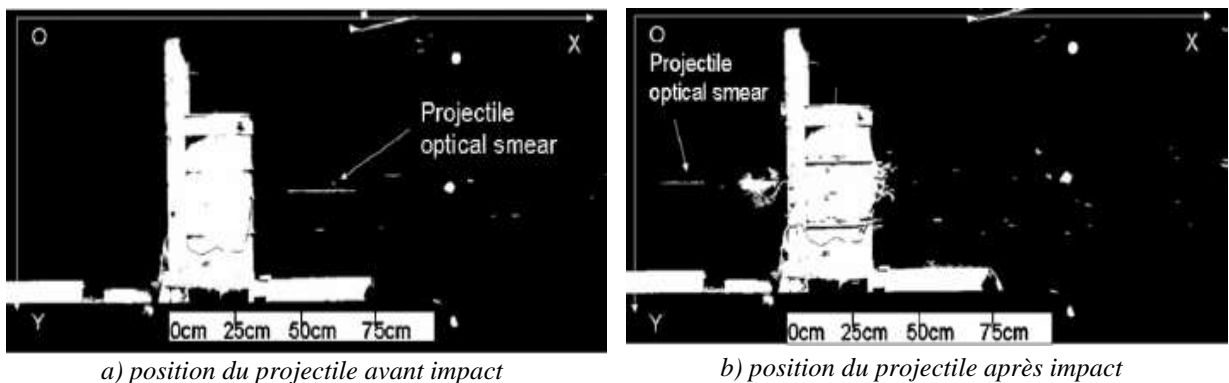 O
X
Projectile
optical smear
Y
0cm 25cm 50cm 75cm
a) position du projectile avant impact
O
X
Projectile
optical smear
Y
0cm 25cm 50cm 75cm
b) position du projectile après impact